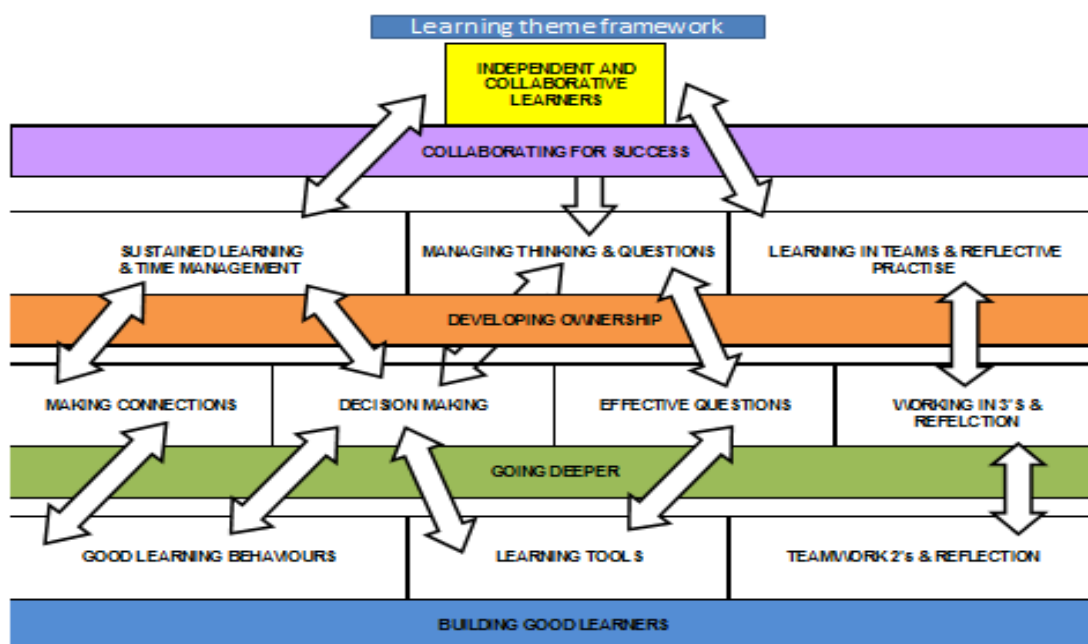 Learning theme framework
INDEPENDENT AND
COLLABORATIVE
LEARNERS
COLLABORATING FOR SUCCESS
SUSTAINED LEARNING
& TIME MANAGEMENT
MANAGING THINKING & QUESTIONS
LEARNING IN TEAMS & REFLECTIVE
PRACTISE
DEVELOPING OWNERSHIP
MAKING CONNECTIONS
DECISION MAKING
EFFECTIVE QUESTIONS
WORKING IN 3"S &
REFELCTION
GOING DEEPER
GOOD LEARNING BEHAVIOURS
LEARNING TOOLS
TEAMWORK 2's & REFLECTION
BUILDING GOOD LEARNERS